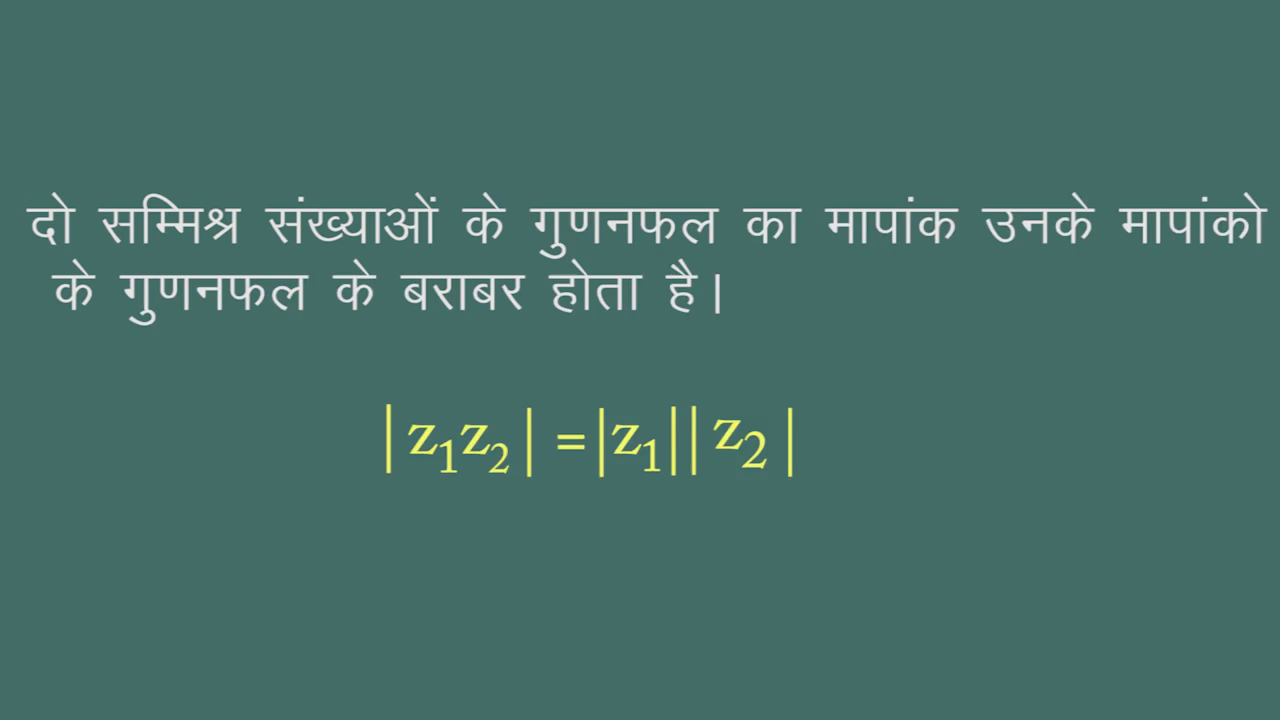 दो सम्मिश्र संख्याओं के गुणनफल का मापांक उनके मापांको
के गुणनफल के बराबर होता है।
|z₁z₂| =|z₁||z₂|